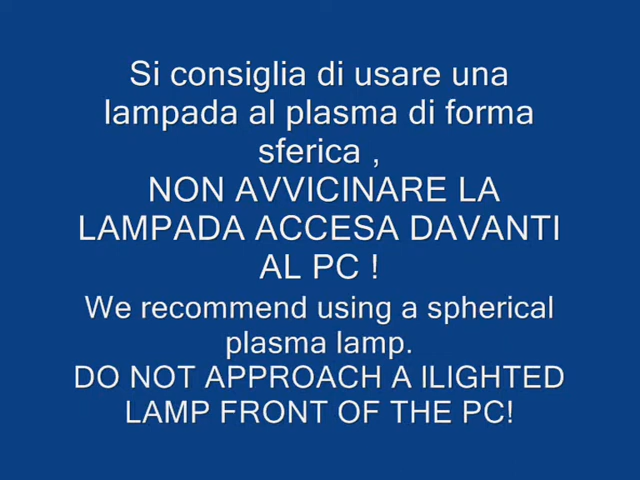 Si consiglia di usare una
lampada al plasma di forma
sferica ,
NON AVVICINARE LA
LAMPADA ACCESA DAVANTI
AL PC !
We recommend using a spherical
plasma lamp.
DO NOT APPROACH A ILIGHTED
LAMP FRONT OF THE PC!